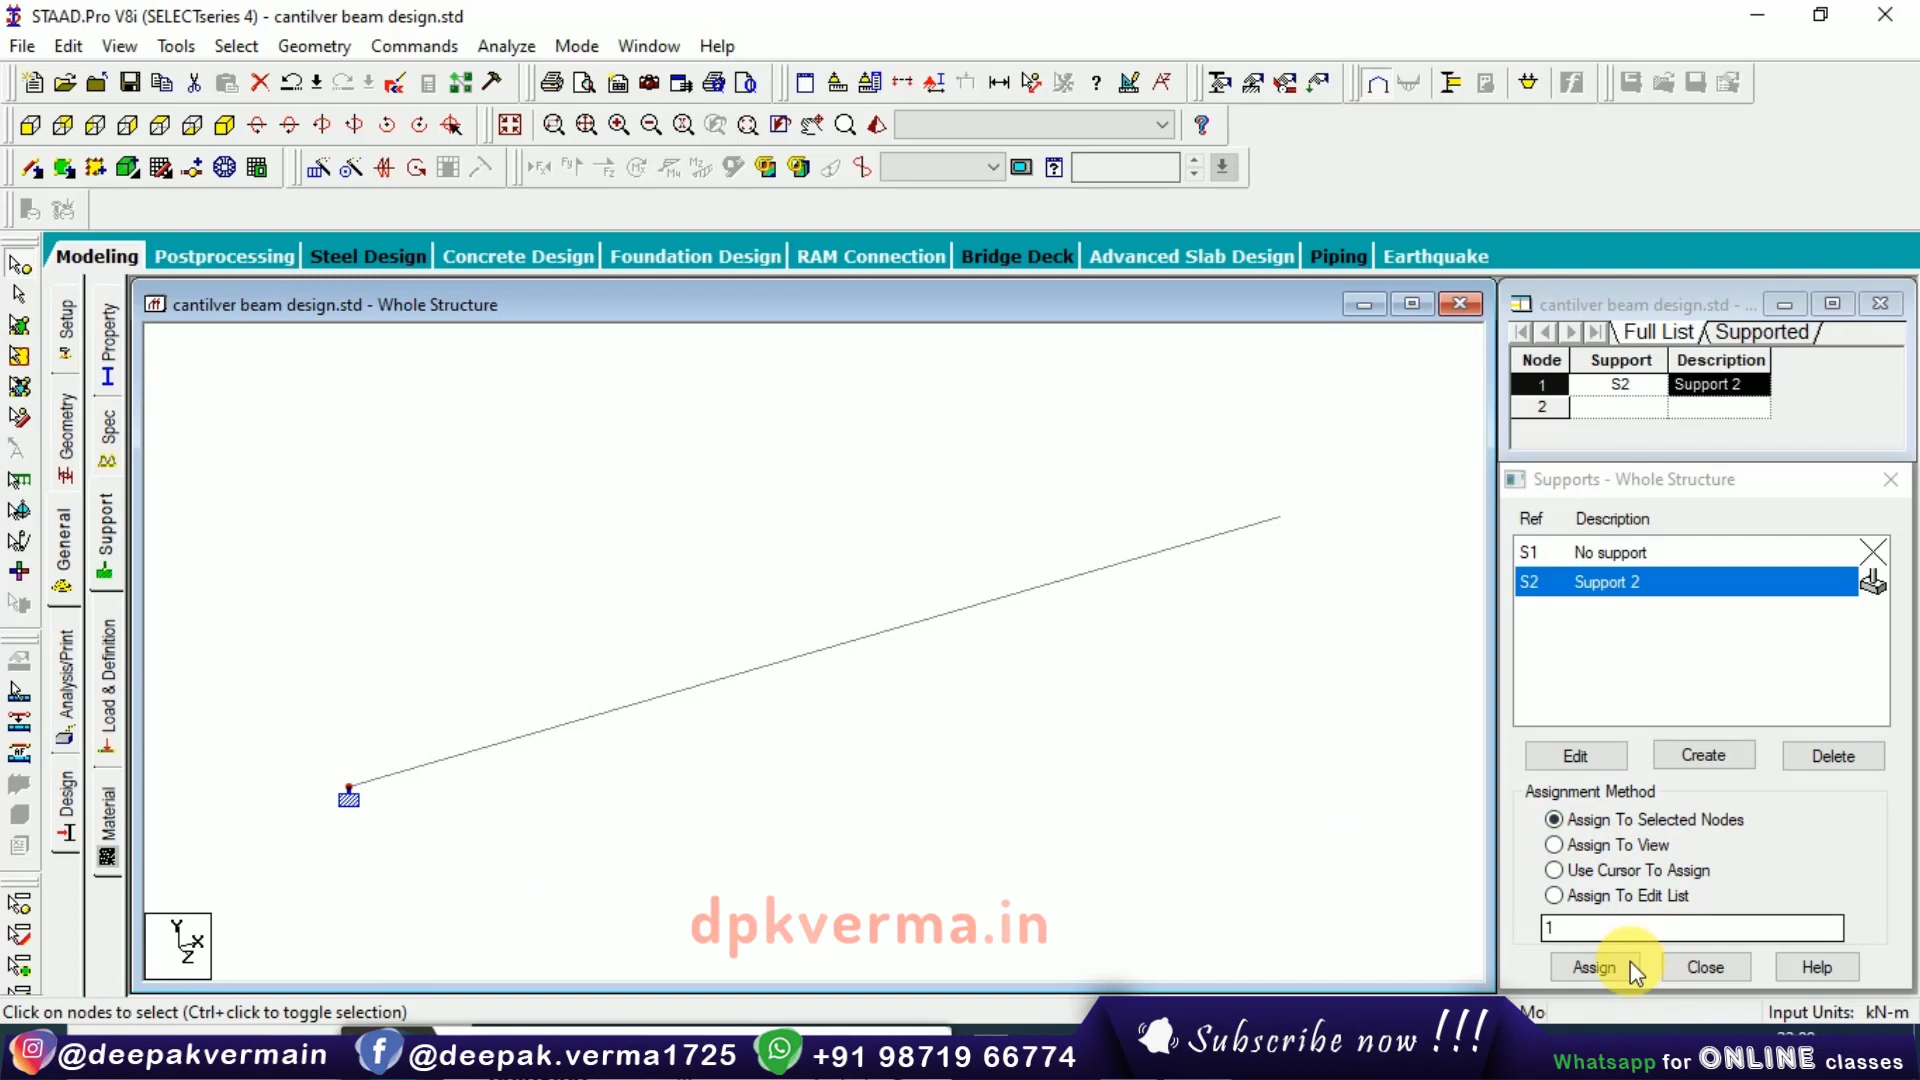 STAAD.Pro V8i (SELECTseries 4) - cantilver beam design.std
File Edit View Tools Select Geometry Commands Analyze Mode Window Help
Modeling Postprocessing Steel Design Concrete Design Foundation Design RAM Connection Bridge Deck Advanced Slab Design Piping Earthquake
Setup
Geometry
General
Analysis/Print
Design
Property
Spec
Support
Load & Definition
Material
cantilver beam design.std - Whole Structure
Y
X
Z
dpkverma.in
cantilver beam design.std - ...
Full List Supported
Node Support Description
1 S2 Support 2
2
Supports - Whole Structure
Ref Description
S1 No support
S2 Support 2
Edit Create Delete
Assignment Method
Assign To Selected Nodes
Assign To View
Use Cursor To Assign
Assign To Edit List
1
Assign Close Help
Click on nodes to select (Ctrl+click to toggle selection)
Mo
Input Units: kN-m
@deepakvermain @deepak.verma1725 +91 98719 66774
Subscribe now !!!
Whatsapp for ONLINE classes